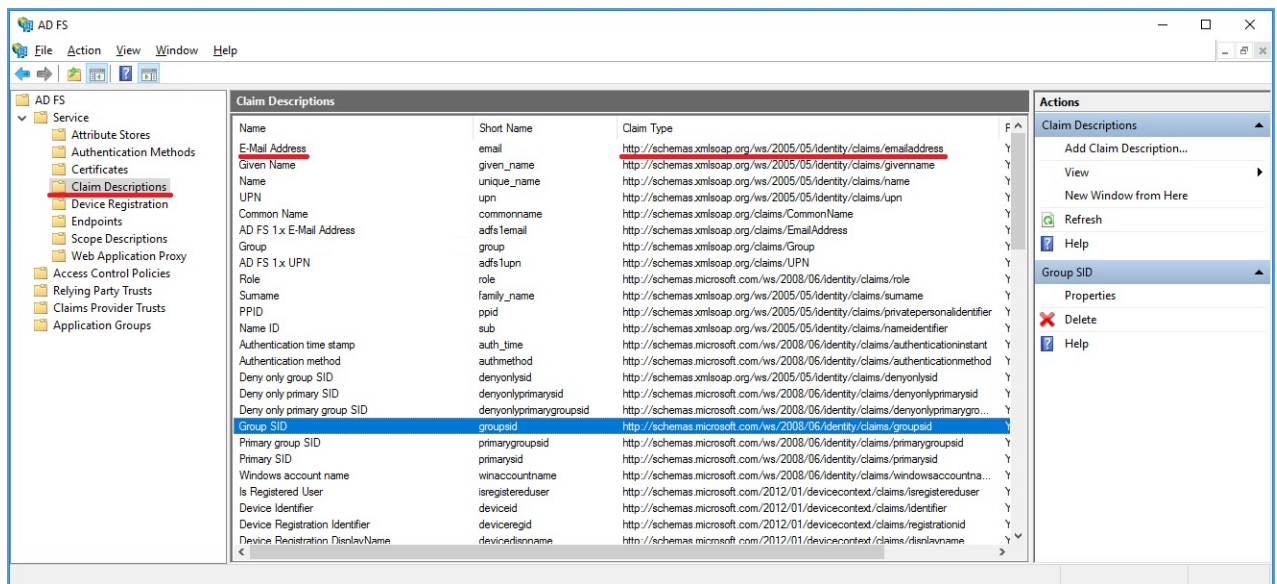 AD FS
File Action View Window Help
AD FS
Service
Attribute Stores
Authentication Methods
Certificates
Claim Descriptions
Device Registration
Endpoints
Scope Descriptions
Web Application Proxy
Access Control Policies
Relying Party Trusts
Claims Provider Trusts
Application Groups
Claim Descriptions
Name Short Name Claim Type
E-Mail Address email http://schemas.xmlsoap.org/ws/2005/05/identity/claims/emailaddress Y
Given Name given_name http://schemas.xmlsoap.org/ws/2005/05/identity/claims/givenname Y
Name unique_name http://schemas.xmlsoap.org/ws/2005/05/identity/claims/name Y
UPN upn http://schemas.xmlsoap.org/ws/2005/05/identity/claims/upn Y
Common Name commonname http://schemas.xmlsoap.org/claims/CommonName Y
AD FS 1.x E-Mail Address adfs1email http://schemas.xmlsoap.org/claims/EmailAddress Y
Group group http://schemas.xmlsoap.org/claims/Group Y
AD FS 1.x UPN adfs1upn http://schemas.xmlsoap.org/claims/UPN Y
Role role http://schemas.microsoft.com/ws/2008/06/identity/claims/role Y
Surname family_name http://schemas.xmlsoap.org/ws/2005/05/identity/claims/surname Y
PPID ppid http://schemas.xmlsoap.org/ws/2005/05/identity/claims/privatepersonalidentifier Y
Name ID sub http://schemas.xmlsoap.org/ws/2005/05/identity/claims/nameidentifier Y
Authentication time stamp auth_time http://schemas.microsoft.com/ws/2008/06/identity/claims/authenticationinstant Y
Authentication method authmethod http://schemas.microsoft.com/ws/2008/06/identity/claims/authenticationmethod Y
Deny only group SID denyonlysid http://schemas.xmlsoap.org/ws/2005/05/identity/claims/denyonlysid Y
Deny only primary SID denyonlyprimarysid http://schemas.microsoft.com/ws/2008/06/identity/claims/denyonlyprimarysid Y
Deny only primary group SID denyonlyprimarygroupsid http://schemas.microsoft.com/ws/2008/06/identity/claims/denyonlyprimarygro... Y
Group SID groupsid http://schemas.microsoft.com/ws/2008/06/identity/claims/groupsid Y
Primary group SID primarygroupsid http://schemas.microsoft.com/ws/2008/06/identity/claims/primarygroupsid Y
Primary SID primarysid http://schemas.microsoft.com/ws/2008/06/identity/claims/primarysid Y
Windows account name winaccountname http://schemas.microsoft.com/ws/2008/06/identity/claims/windowsaccountna... Y
Is Registered User isregistereduser http://schemas.microsoft.com/2012/01/devicecontext/claims/isregistereduser Y
Device Identifier deviceid http://schemas.microsoft.com/2012/01/devicecontext/claims/identifier Y
Device Registration Identifier deviceregid http://schemas.microsoft.com/2012/01/devicecontext/claims/registrationid Y
Device Registration DisplayName devicedispname http://schemas.microsoft.com/2012/01/devicecontext/claims/displayname Y
Actions
Claim Descriptions
Add Claim Description...
View
New Window from Here
Refresh
Help
Group SID
Properties
Delete
Help